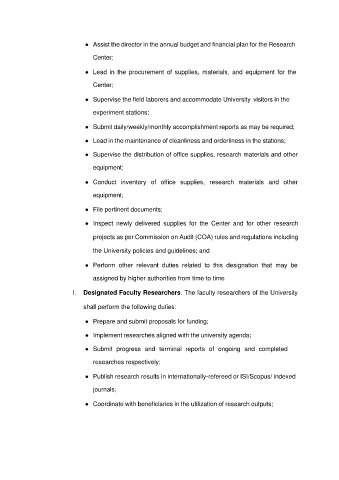 ● Assist the director in the annual budget and financial plan for the Research
Center;
● Lead in the procurement of supplies, materials, and equipment for the
Center;
● Supervise the field laborers and accommodate University visitors in the
experiment stations;
● Submit daily/weekly/monthly accomplishment reports as may be required;
● Lead in the maintenance of cleanliness and orderliness in the stations;
● Supervise the distribution of office supplies, research materials and other
equipment;
● Conduct inventory of office supplies, research materials and other
equipment;
● File pertinent documents;
● Inspect newly delivered supplies for the Center and for other research
projects as per Commission on Audit (COA) rules and regulations including
the University policies and guidelines; and
● Perform other relevant duties related to this designation that may be
assigned by higher authorities from time to time
I. Designated Faculty Researchers. The faculty researchers of the University
shall perform the following duties:
● Prepare and submit proposals for funding;
● Implement researches aligned with the university agenda;
● Submit progress and terminal reports of ongoing and completed
researches respectively;
● Publish research results in internationally-refereed or ISI/Scopus/ indexed
journals;
● Coordinate with beneficiaries in the utilization of research outputs;